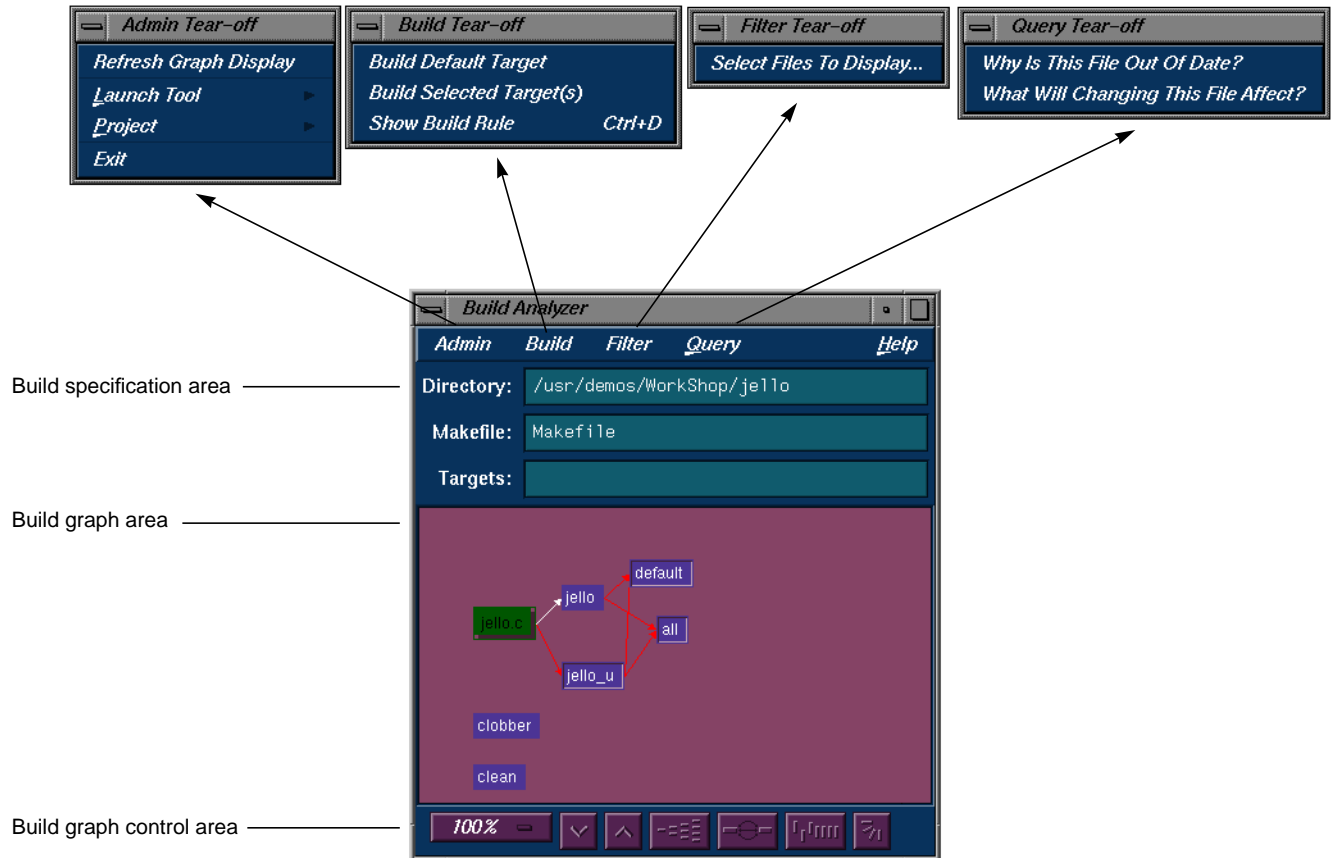 Admin Tear-off
Refresh Graph Display
Launch Tool
Project
Exit
Build Tear-off
Build Default Target
Build Selected Target(s)
Show Build Rule Ctrl+D
Filter Tear-off
Select Files To Display...
Query Tear-off
Why Is This File Out Of Date?
What Will Changing This File Affect?
Build Analyzer
Admin Build Filter Query Help
Build specification area
Directory: /usr/demos/WorkShop/jello
Makefile: Makefile
Targets:
Build graph area
default
jello
jello.c
all
jello_u
clobber
clean
Build graph control area
100%